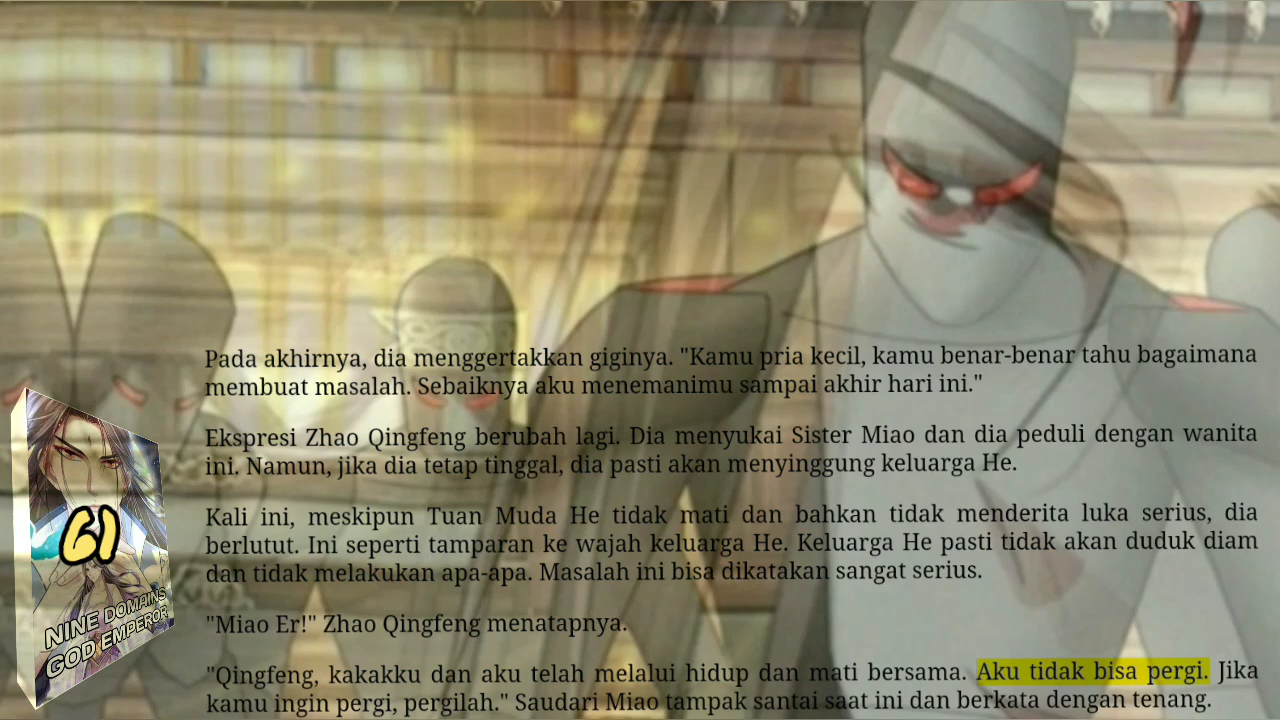 Pada akhirnya, dia menggertakkan giginya. "Kamu pria kecil, kamu benar-benar tahu bagaimana
membuat masalah. Sebaiknya aku menemanimu sampai akhir hari ini."
Ekspresi Zhao Qingfeng berubah lagi. Dia menyukai Sister Miao dan dia peduli dengan wanita
ini. Namun, jika dia tetap tinggal, dia pasti akan menyinggung keluarga He.
Kali ini, meskipun Tuan Muda He tidak mati dan bahkan tidak menderita luka serius, dia
berlutut. Ini seperti tamparan ke wajah keluarga He. Keluarga He pasti tidak akan duduk diam
dan tidak melakukan apa-apa. Masalah ini bisa dikatakan sangat serius.
"Miao Er!" Zhao Qingfeng menatapnya.
"Qingfeng, kakakku dan aku telah melalui hidup dan mati bersama. Aku tidak bisa pergi. Jika
kamu ingin pergi, pergilah." Saudari Miao tampak santai saat ini dan berkata dengan tenang.
61
NINE DOMAINS
GOD EMPEROR